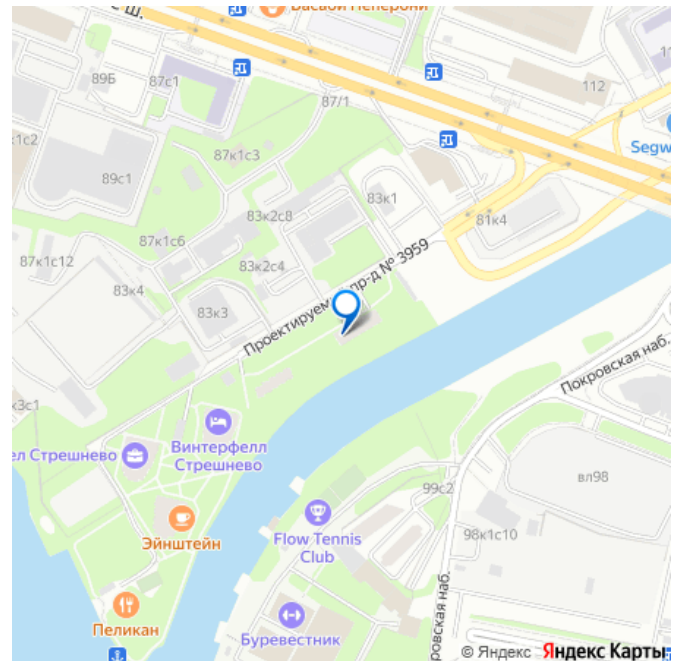 Ш.
Васаби Пеперони
89Б
87с1
112
87/1
87к1с3
Segw
89с1
83к1
81к4
83к2с8
87к1с6
87к1с12
83к2с4
83к4
83к3
Проектируемый пр-д № 3959
Покровская наб.
Винтерфелл
Стрешнево
ел Стрешнево
вл98
99с2
Flow Tennis
Club
98к1с10
Эйнштейн
Пеликан
Буревестник
ровская наб.
© Яндекс Яндекс Карты